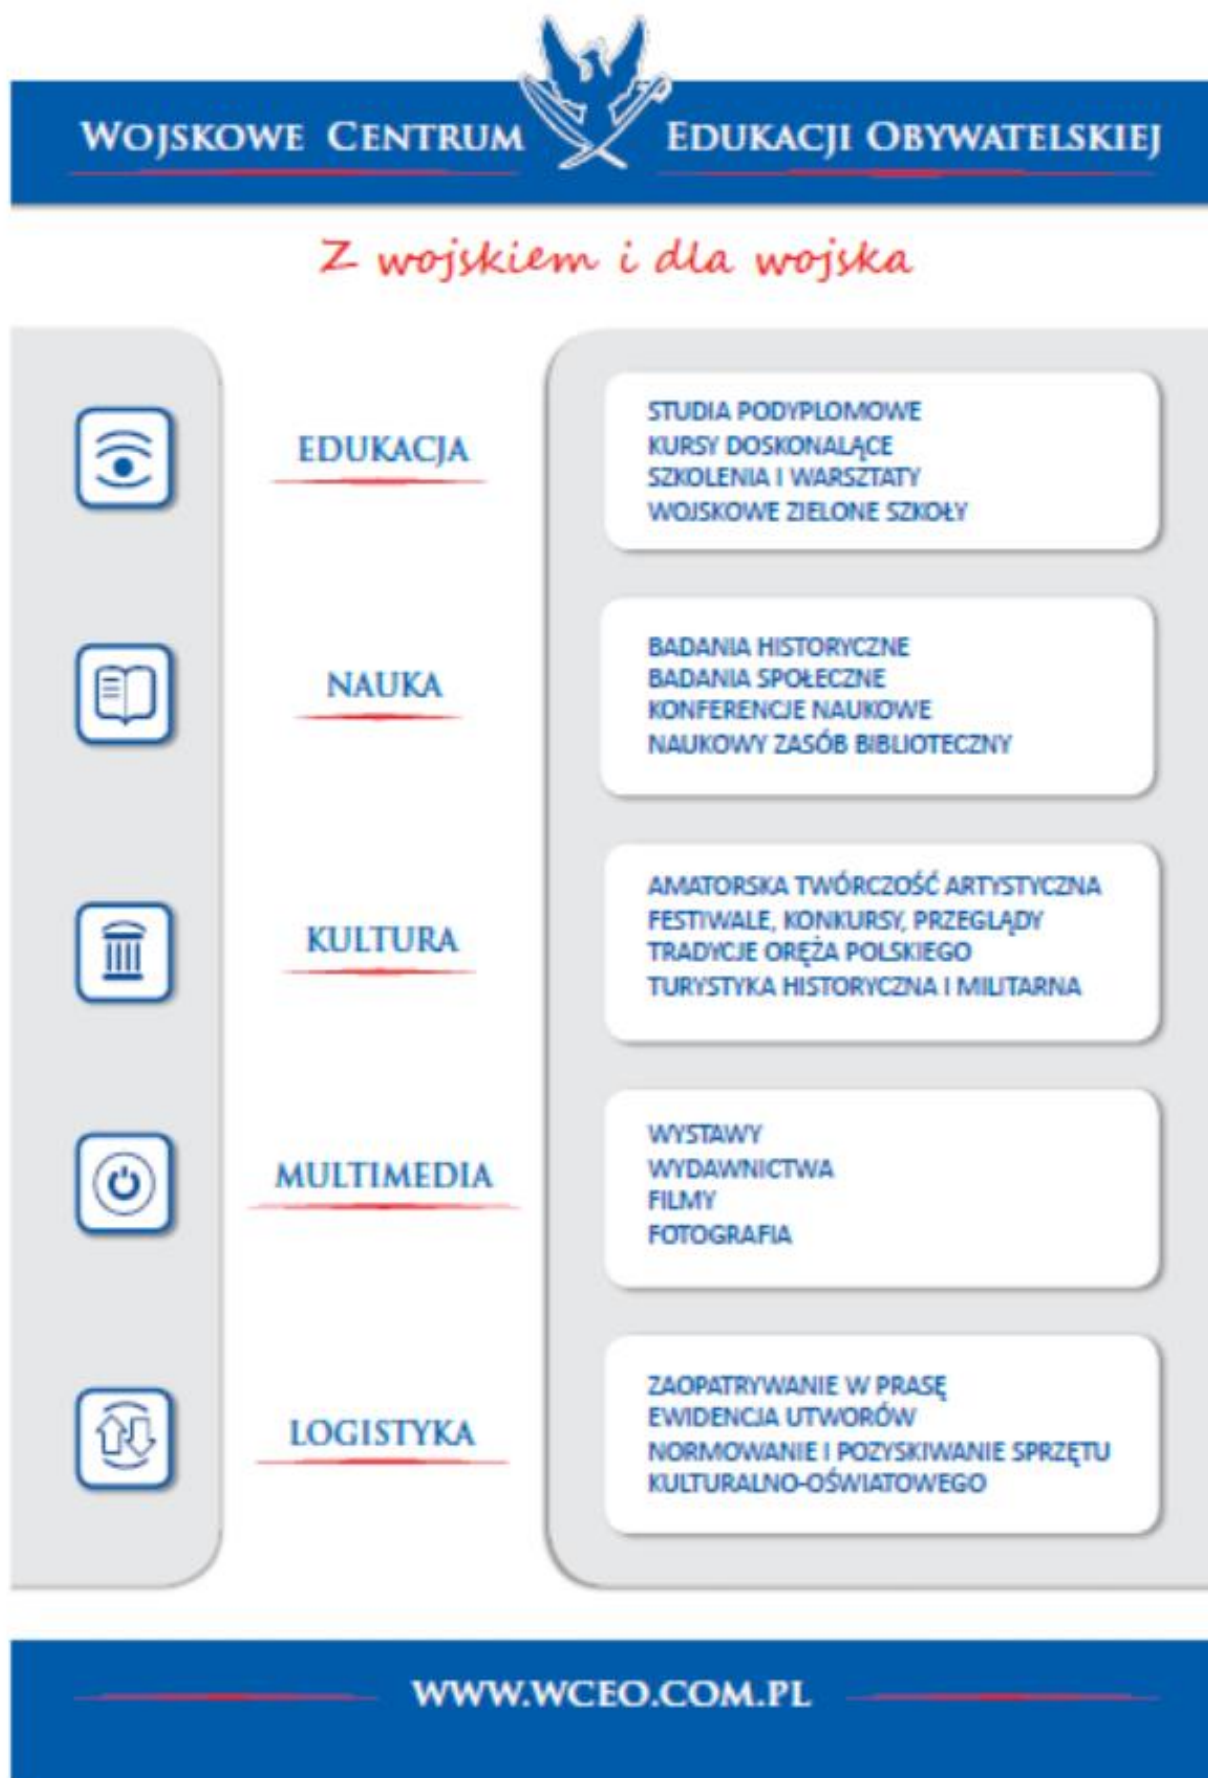 WOJSKOWE CENTRUM EDUKACJI OBYWATELSKIEJ
Z wojskiem i dla wojska
EDUKACJA
STUDIA PODYPLOMOWE
KURSY DOSKONALĄCE
SZKOLENIA I WARSZTATY
WOJSKOWE ZIELONE SZKOŁY
NAUKA
BADANIA HISTORYCZNE
BADANIA SPOŁECZNE
KONFERENCJE NAUKOWE
NAUKOWY ZASÓB BIBLIOTECZNY
KULTURA
AMATORSKA TWÓRCZOŚĆ ARTYSTYCZNA
FESTIWALE, KONKURSY, PRZEGLĄDY
TRADYCJE ORĘŻA POLSKIEGO
TURYSTYKA HISTORYCZNA I MILITARNA
MULTIMEDIA
WYSTAWY
WYDAWNICTWA
FILMY
FOTOGRAFIA
LOGISTYKA
ZAOPATRYWANIE W PRASĘ
EWIDENCJA UTWORÓW
NORMOWANIE I POZYSKIWANIE SPRZĘTU
KULTURALNO-OŚWIATOWEGO
WWW.WCEO.COM.PL